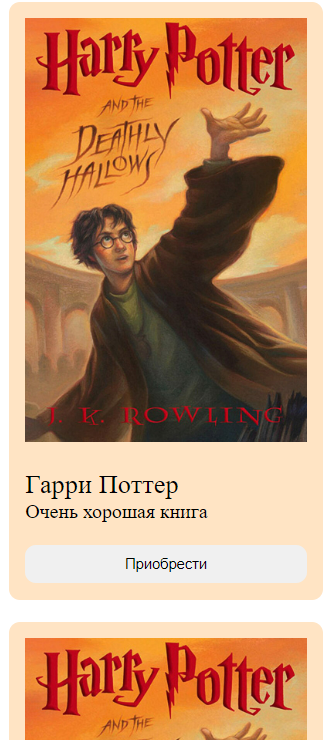 Harry Potter
AND THE
DEATHLY
HALLOWS
J. K. ROWLING
Гарри Поттер
Очень хорошая книга
Приобрести
Harry Potter
AND THE